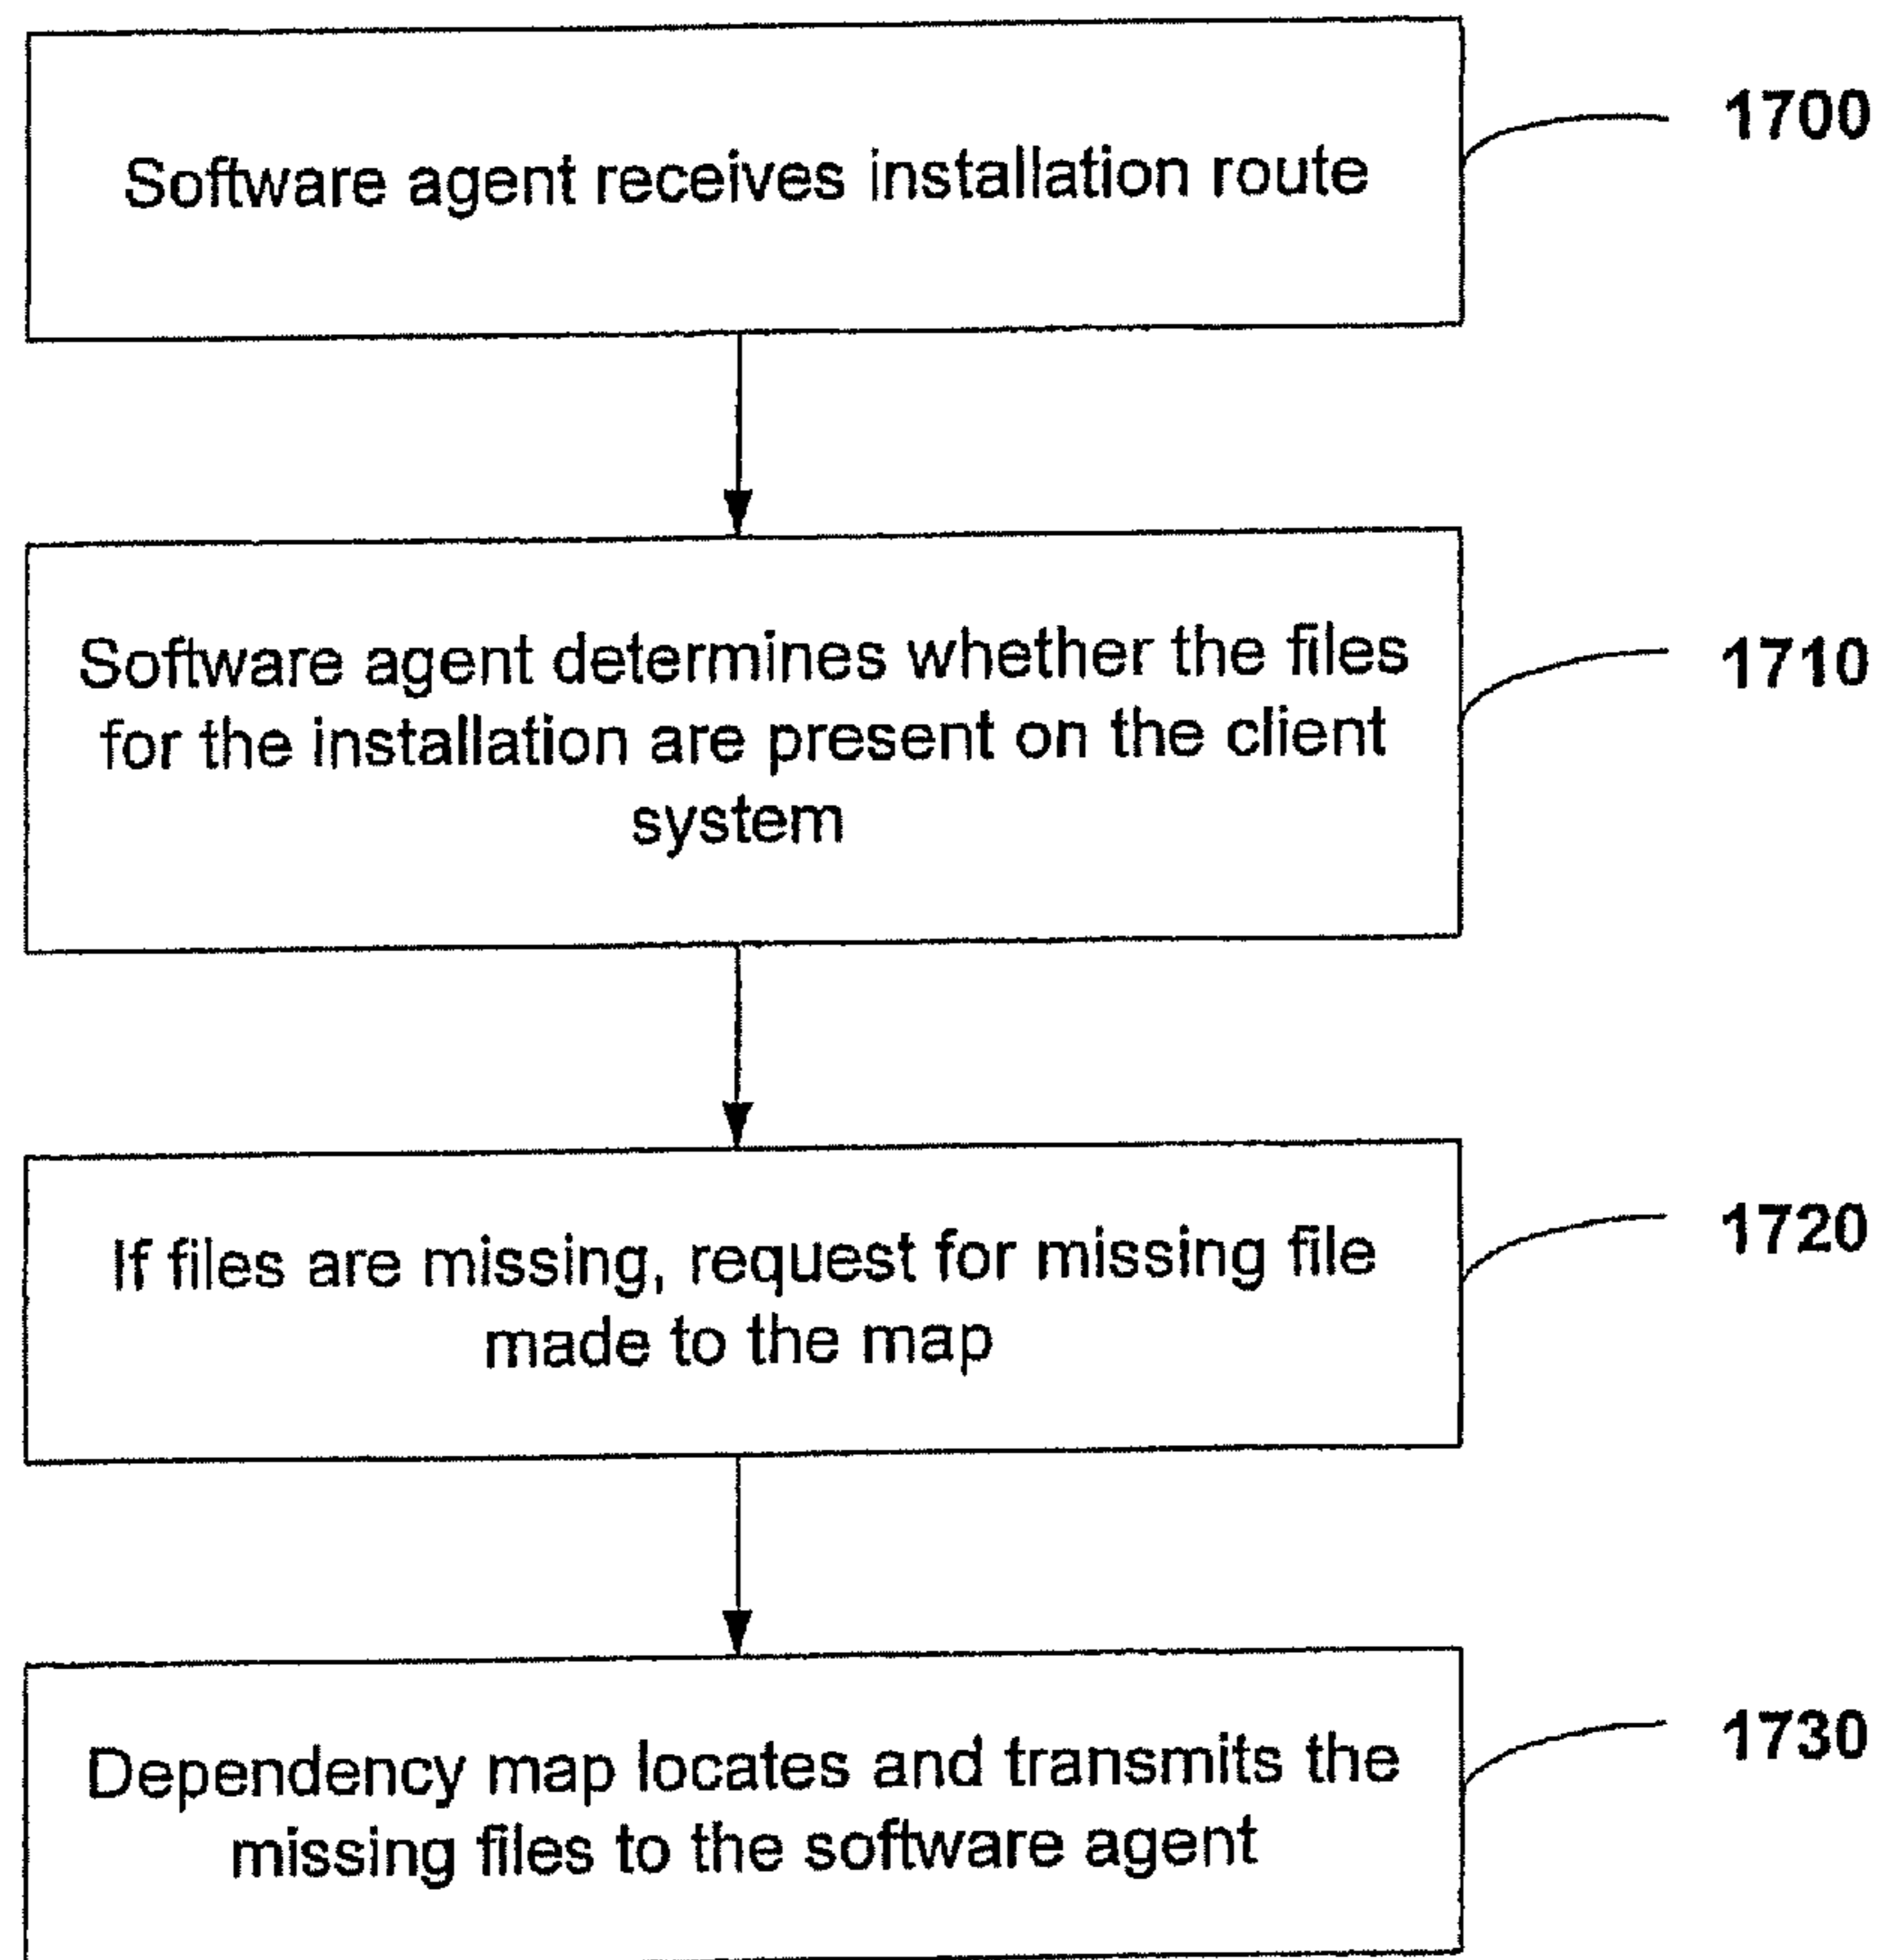 Software agent receives installation route
1700
Software agent determines whether the files
for the installation are present on the client
system
1710
If files are missing, request for missing file
made to the map
1720
Dependency map locates and transmits the
missing files to the software agent
1730